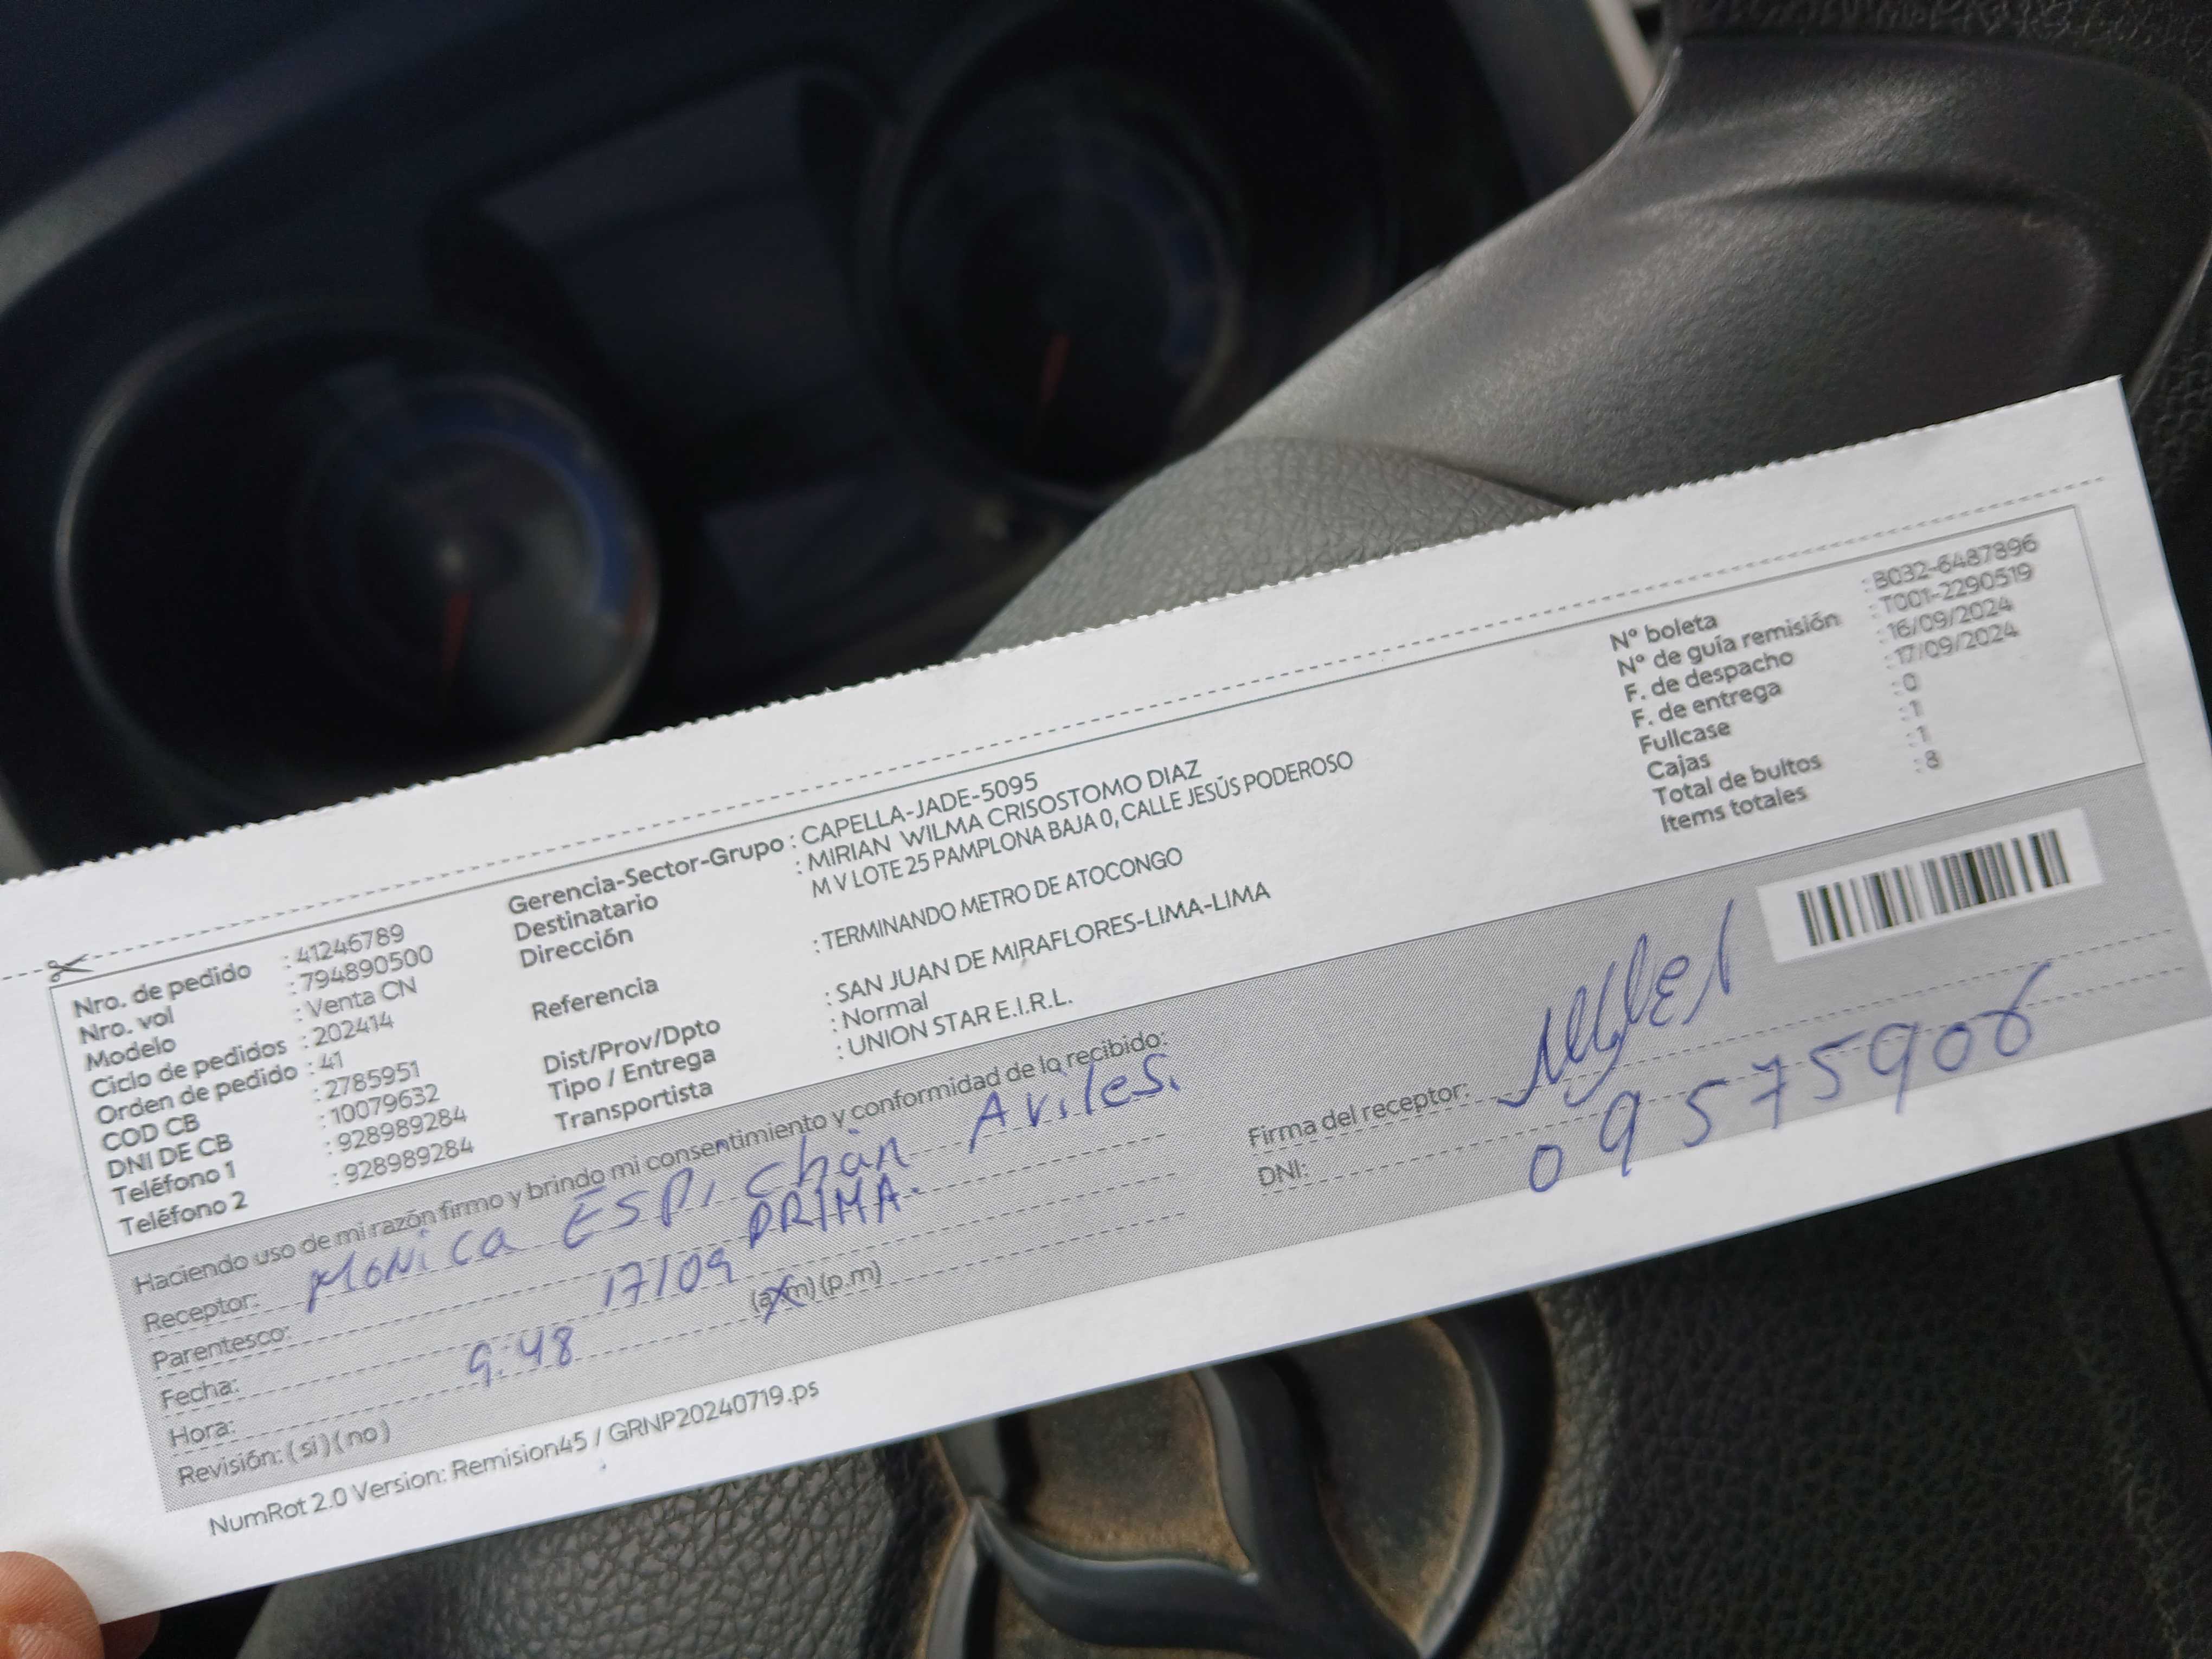 Nro. de pedido : 41246789
Nro. vol : 794890500
Modelo : Venta CN
Ciclo de pedidos : 202414
Orden de pedido : 41
COD CB : 2785951
DNI DE CB : 10079632
Teléfono 1 : 928989284
Teléfono 2 : 928989284
Gerencia-Sector-Grupo : CAPELLA-JADE-5095
Destinatario : MIRIAN WILMA CRISOSTOMO DIAZ
Dirección M V LOTE 25 PAMPLONA BAJA 0, CALLE JESÚS PODEROSO
Referencia : TERMINANDO METRO DE ATOCONGO
Dist/Prov/Dpto : SAN JUAN DE MIRAFLORES-LIMA-LIMA
Tipo / Entrega : Normal
Transportista : UNION STAR E.I.R.L.
N° boleta : B032-6487896
N° de guía remisión : T001-2290519
F. de despacho : 16/09/2024
F. de entrega : 17/09/2024
Fullcase : 0
Cajas : 1
Total de bultos : 1
Items totales : 8
Haciendo uso de mi razón firmo y brindo mi consentimiento y conformidad de lo recibido:
Receptor: Monica Espichán Aviles.
Parentesco: PRIMA.
Fecha: 17/09
Hora: 9:48 (a.m) (p.m)
Revisión: ( si ) ( no )
Firma del receptor:
DNI: 09575906
NumRot 2.0 Version: Remision45 / GRNP20240719.ps